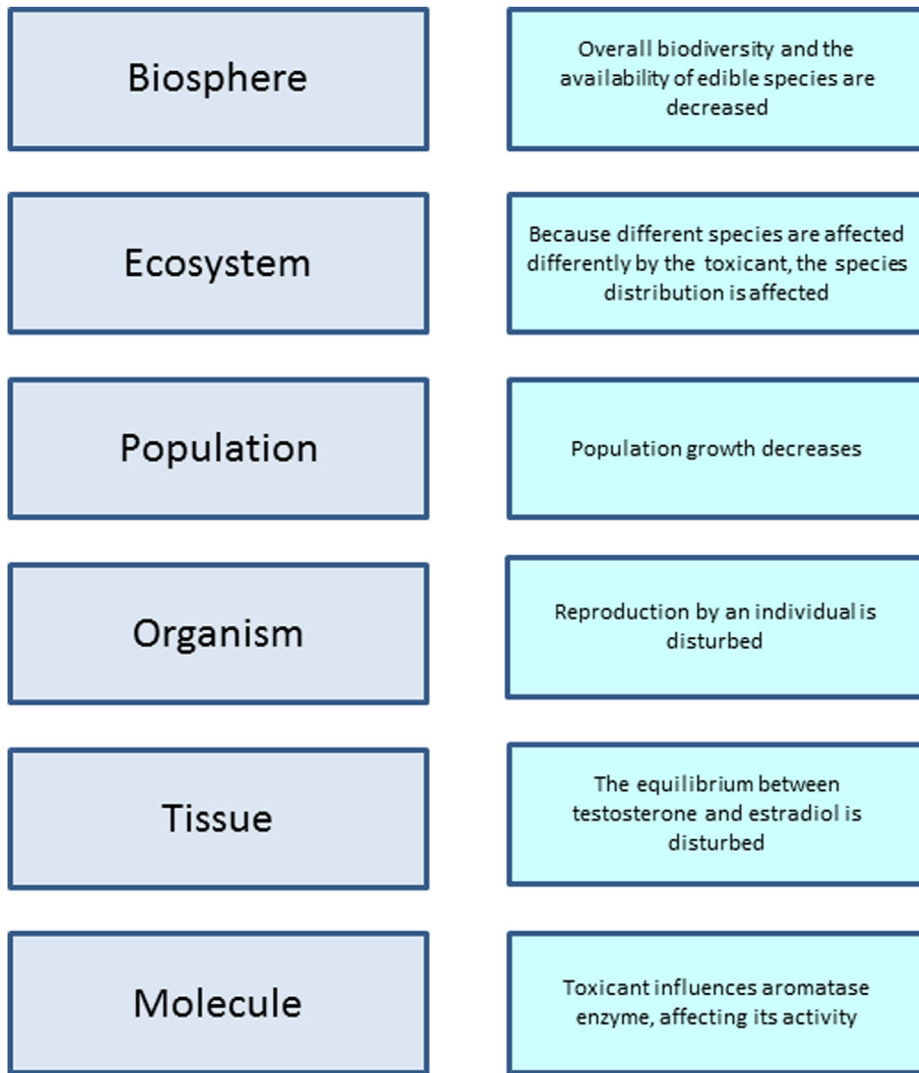 Biosphere
Overall biodiversity and the
availability of edible species are
decreased
Ecosystem
Because different species are affected
differently by the toxicant, the species
distribution is affected
Population
Population growth decreases
Organism
Reproduction by an individual is
disturbed
Tissue
The equilibrium between
testosterone and estradiol is
disturbed
Molecule
Toxicant influences aromatase
enzyme, affecting its activity